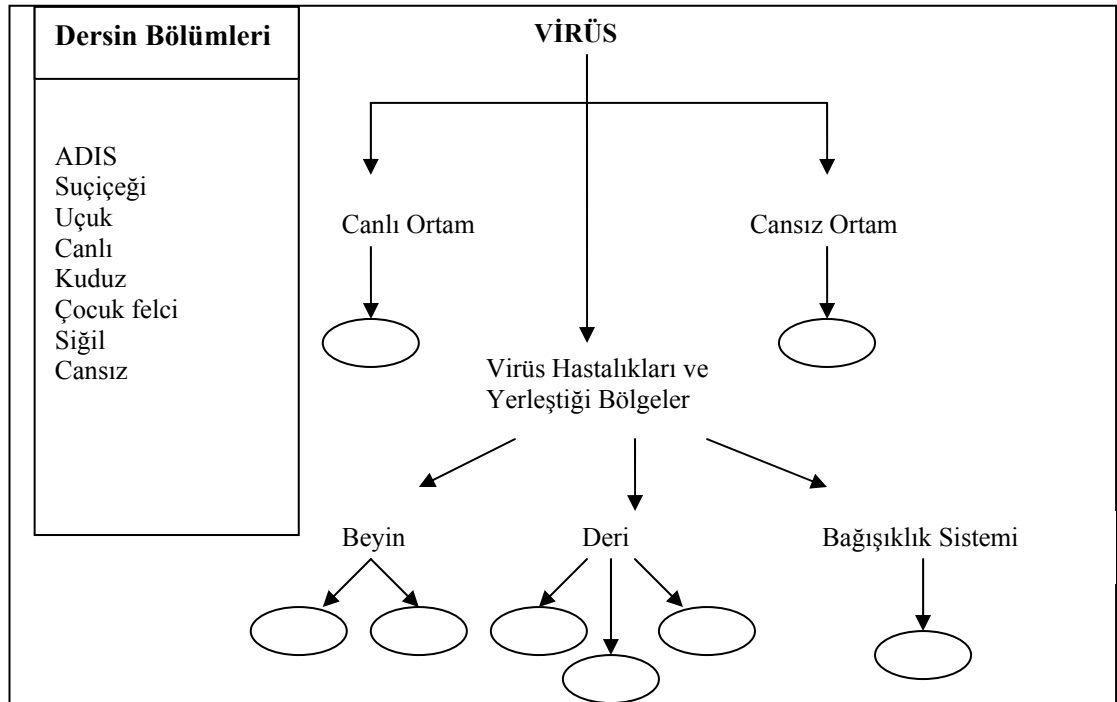 Dersin Bölümleri
ADIS
Suçiçeği
Uçuk
Canlı
Kuduz
Çocuk felci
Siğil
Cansız
VİRÜS
Canlı Ortam
Cansız Ortam
Virüs Hastalıkları ve
Yerleştiği Bölgeler
Beyin
Deri
Bağışıklık Sistemi